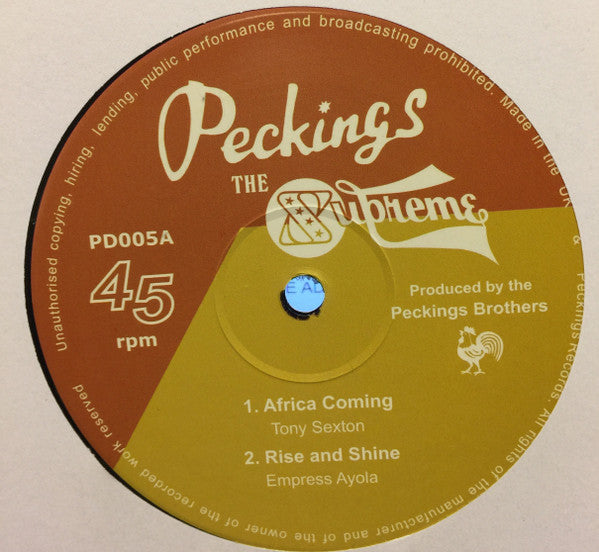 Unauthorised copying, hiring, lending, public performance and broadcasting prohibited. Made in the UK
& Peckings Records. All rights of the manufacturer and of the owner of the recorded work reserved
Peckings
THE Supreme
PD005A
45
rpm
E AD
Produced by the
Peckings Brothers
1. Africa Coming
Tony Sexton
2. Rise and Shine
Empress Ayola